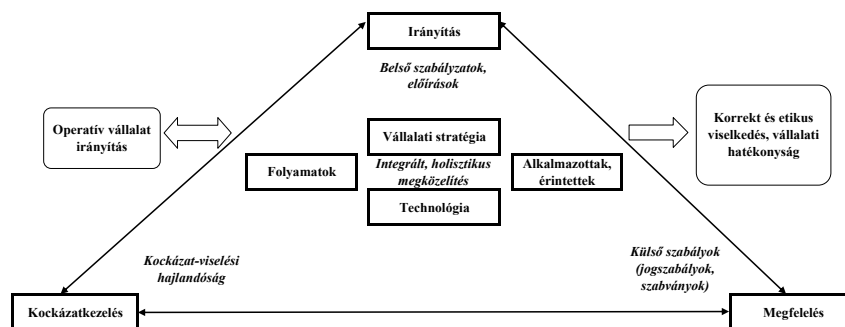 Irányítás
Belső szabályzatok,
előírások
Operatív vállalat
irányítás
Korrekt és etikus
viselkedés, vállalati
hatékonyság
Vállalati stratégia
Folyamatok
Integrált, holisztikus
megközelítés
Alkalmazottak,
érintettek
Technológia
Kockázat-viselési
hajlandóság
Külső szabályok
(jogszabályok,
szabványok)
Kockázatkezelés
Megfelelés